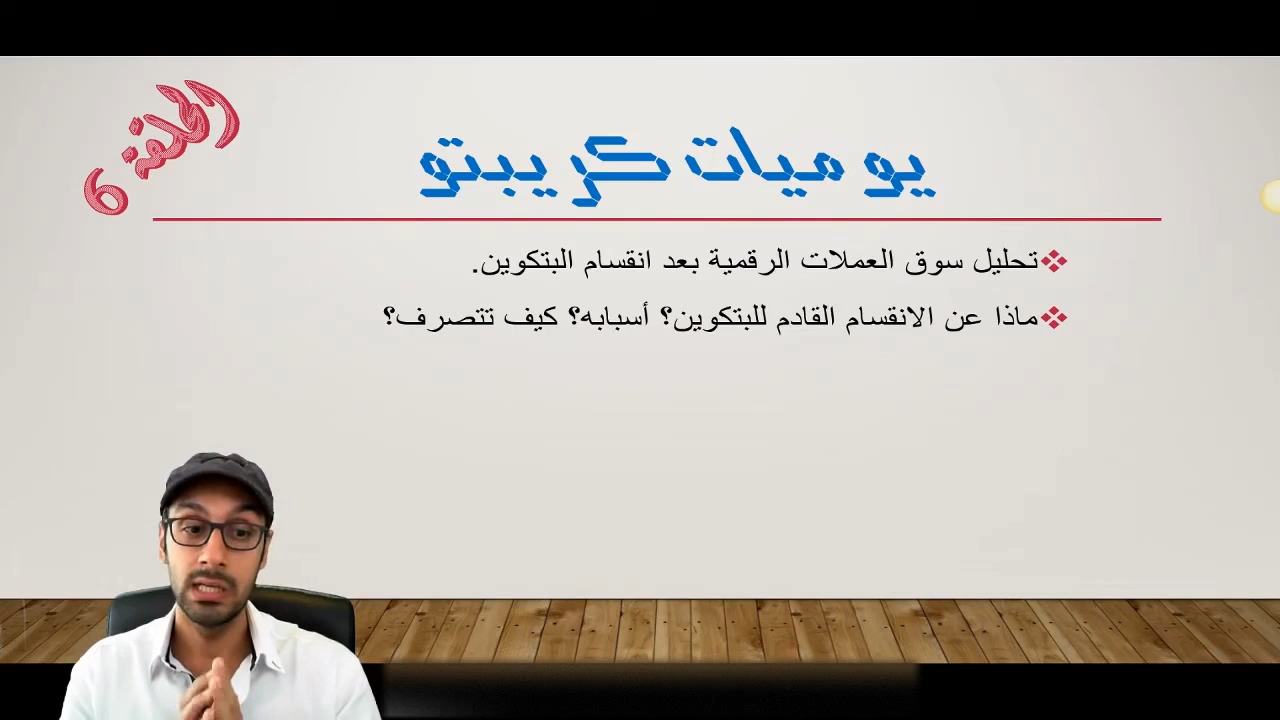 الحلقة 6
يوميات كريبتو
تحليل سوق العملات الرقمية بعد انقسام البتكوين.
ماذا عن الانقسام القادم للبتكوين؟ أسبابه؟ كيف تتصرف؟